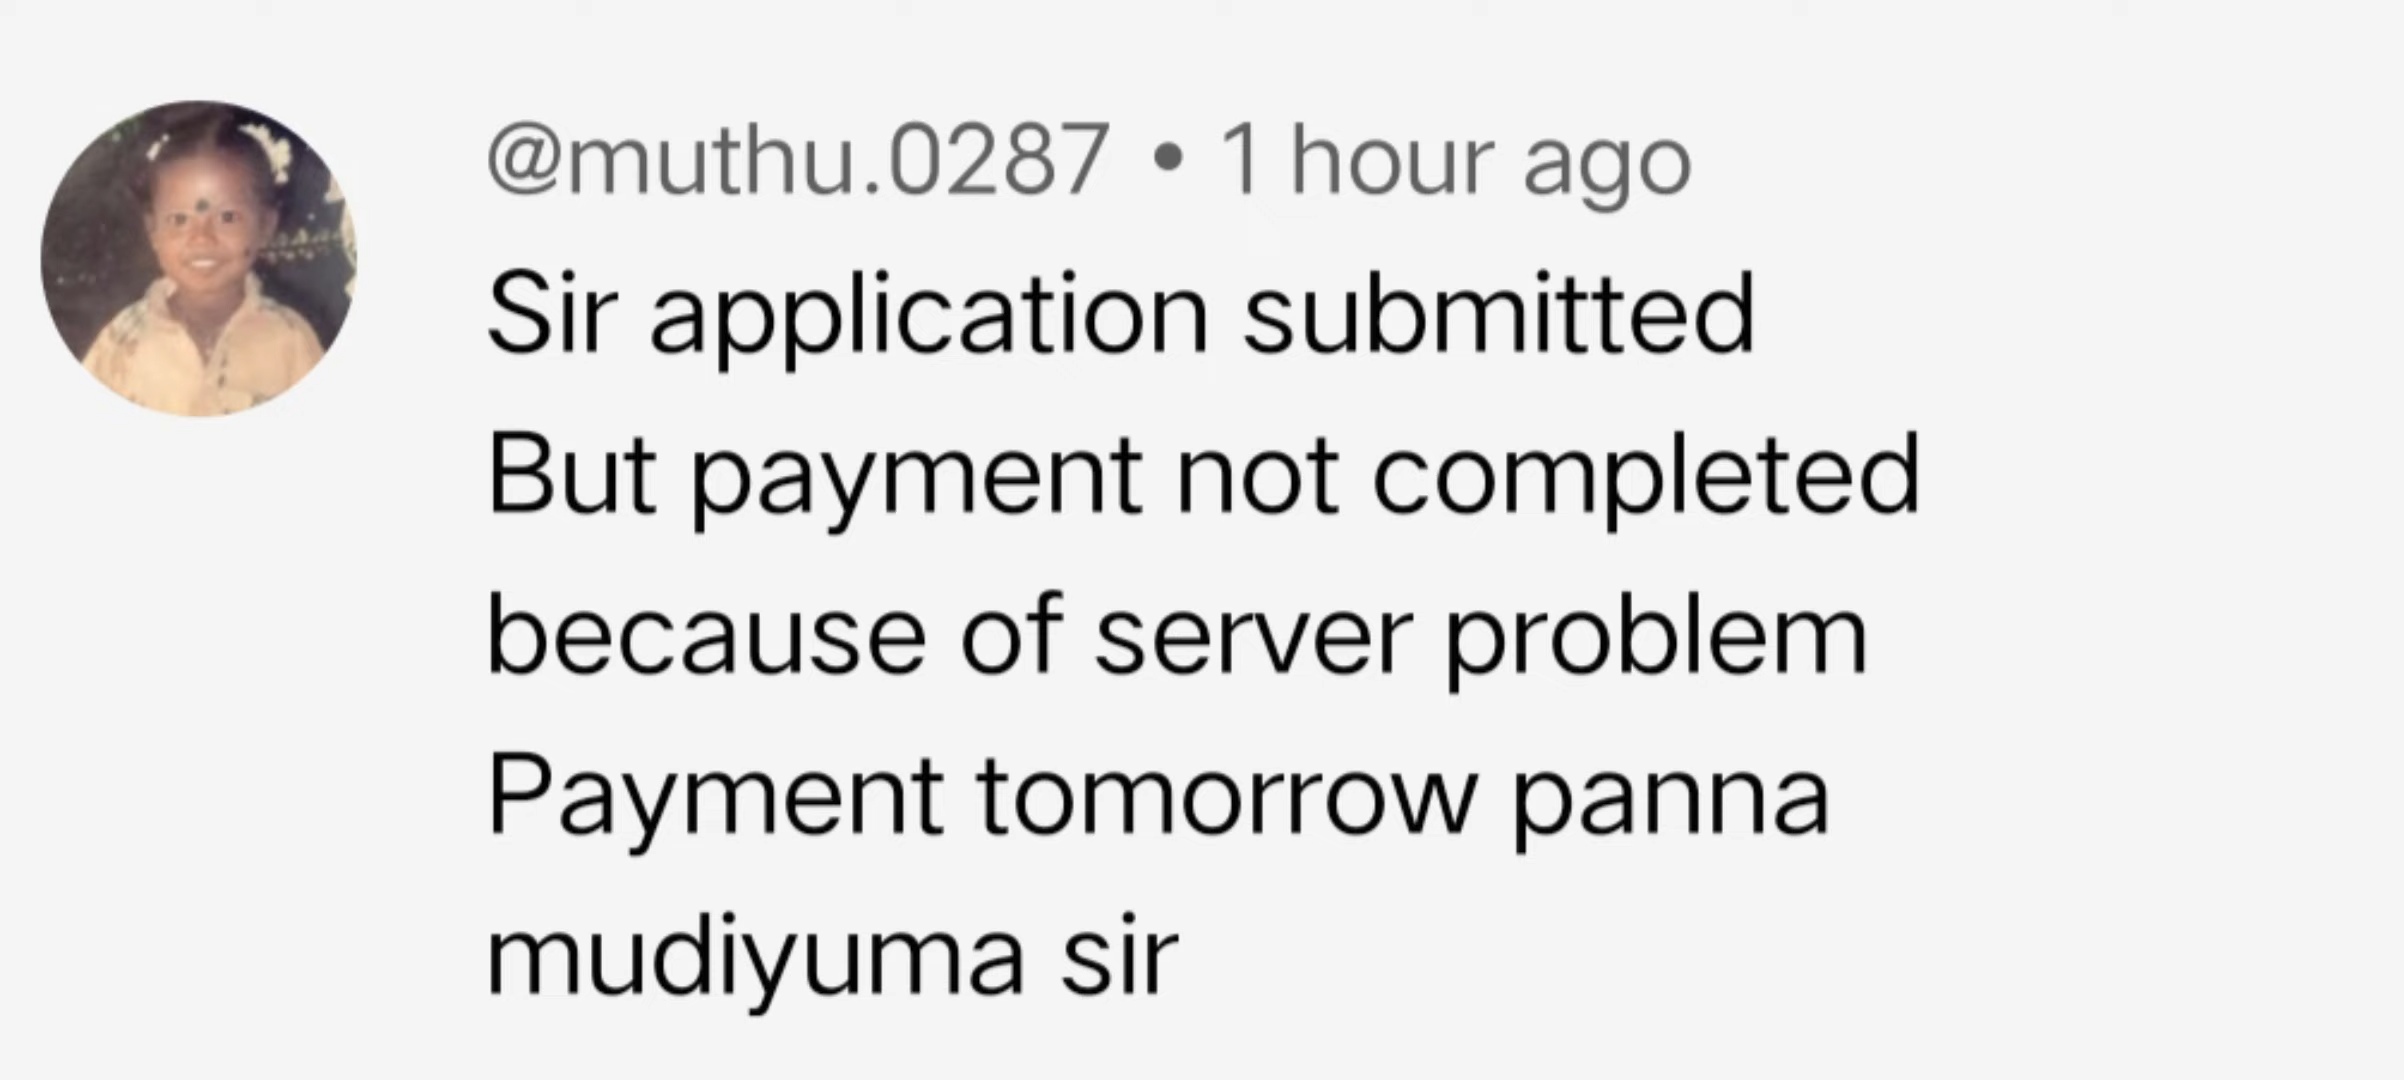 @muthu.0287 • 1 hour ago
Sir application submitted
But payment not completed
because of server problem
Payment tomorrow panna
mudiyuma sir